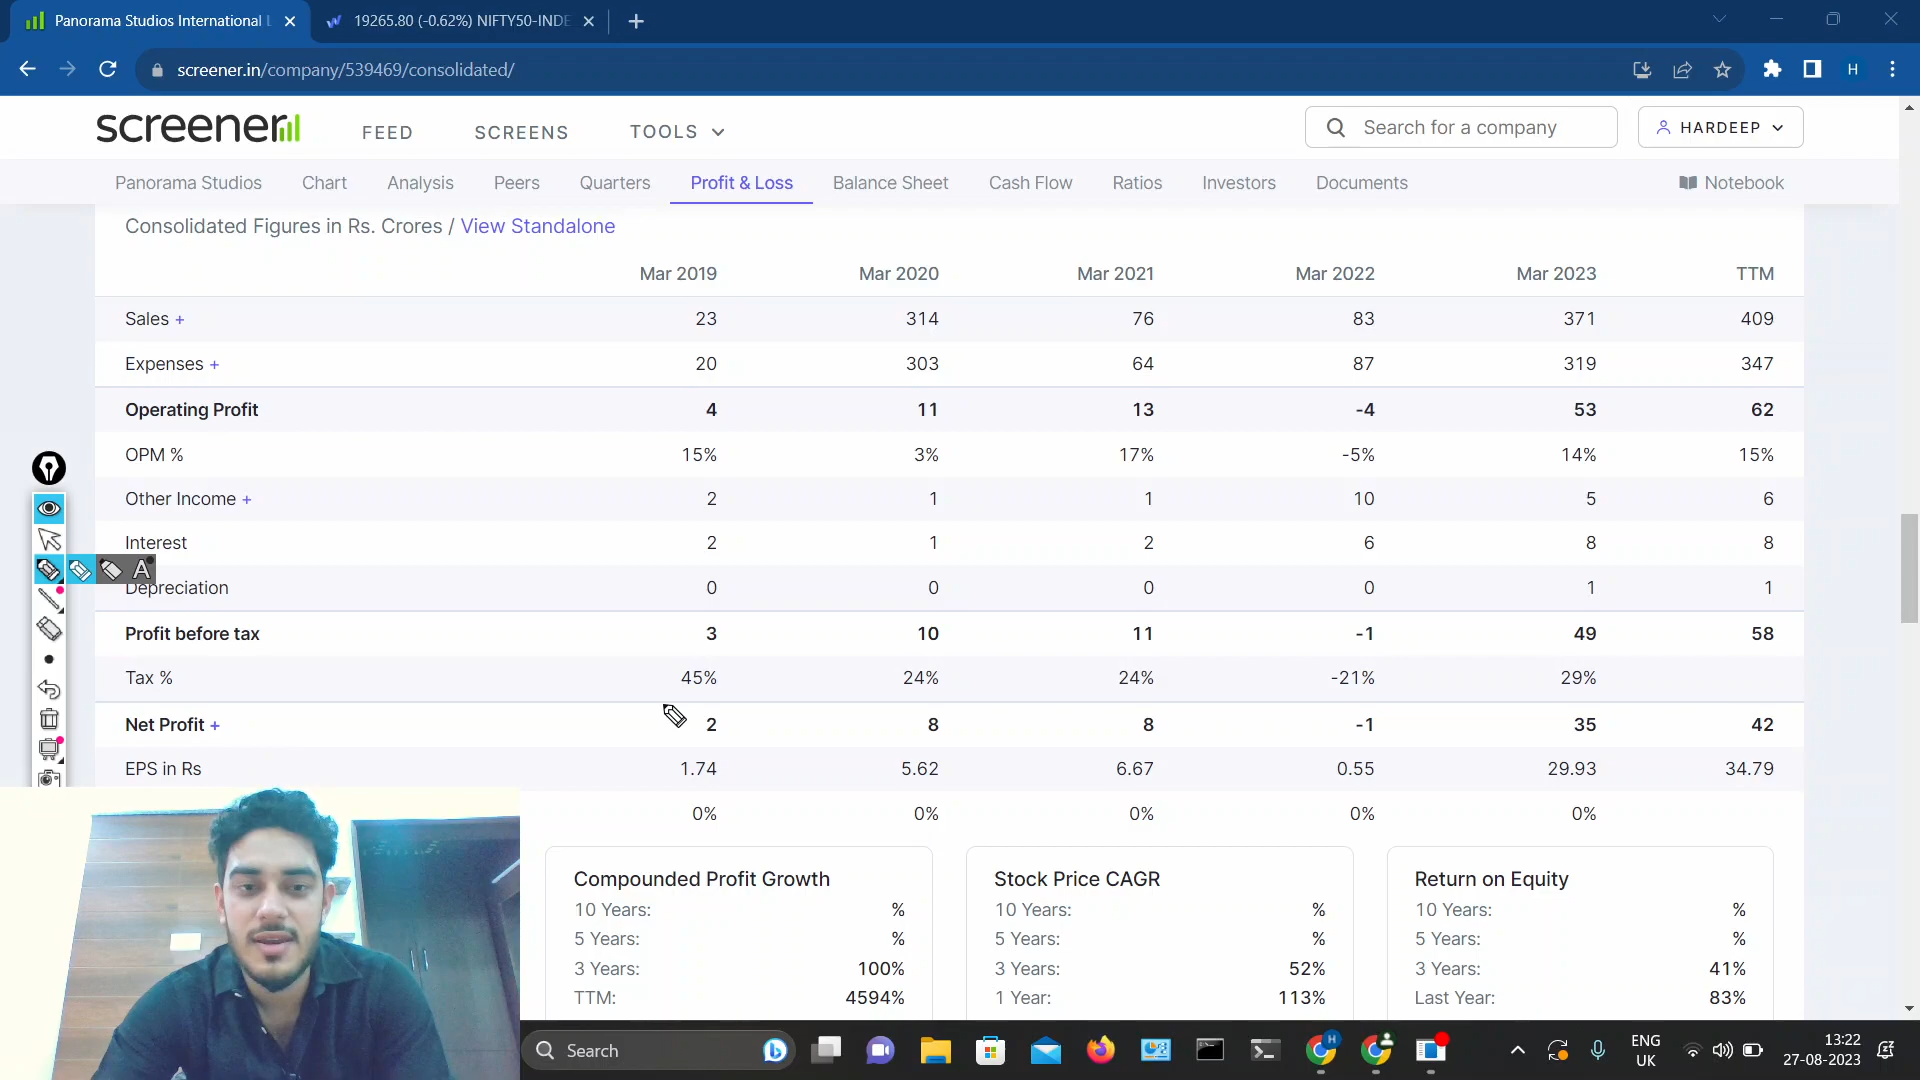 Panorama Studios International L
19265.80 (-0.62%) NIFTY50-INDE
screener.in/company/539469/consolidated/
H
screener
FEED
SCREENS
TOOLS
Search for a company
HARDEEP
Panorama Studios
Chart
Analysis
Peers
Quarters
Profit & Loss
Balance Sheet
Cash Flow
Ratios
Investors
Documents
Notebook
Consolidated Figures in Rs. Crores / View Standalone
Mar 2019 Mar 2020 Mar 2021 Mar 2022 Mar 2023 TTM
Sales + 23 314 76 83 371 409
Expenses + 20 303 64 87 319 347
Operating Profit 4 11 13 -4 53 62
OPM % 15% 3% 17% -5% 14% 15%
Other Income + 2 1 1 10 5 6
Interest 2 1 2 6 8 8
A
Depreciation 0 0 0 0 1 1
Profit before tax 3 10 11 -1 49 58
Tax % 45% 24% 24% -21% 29%
Net Profit + 2 8 8 -1 35 42
EPS in Rs 1.74 5.62 6.67 0.55 29.93 34.79
0% 0% 0% 0% 0%
Compounded Profit Growth
10 Years: %
5 Years: %
3 Years: 100%
TTM: 4594%
Stock Price CAGR
10 Years: %
5 Years: %
3 Years: 52%
1 Year: 113%
Return on Equity
10 Years: %
5 Years: %
3 Years: 41%
Last Year: 83%
Search
H
ENG
UK
13:22
27-08-2023